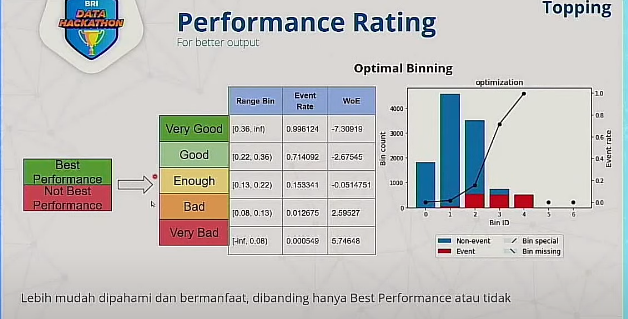 BRI
DATA
HACKATHON
Performance Rating
For better output
Topping
Optimal Binning
Best
Performance
Not Best
Performance
Range Bin Event Rate WoE
Very Good [0.36, inf) 0.996124 -7.30919
Good [0.22, 0.36) 0.714092 -2.67545
Enough [0.13, 0.22) 0.153341 -0.0514751
Bad [0.08, 0.13) 0.012675 2.59527
Very Bad [-inf, 0.08) 0.000549 5.74648
optimization
Bin count
4000
3000
2000
1000
0
1.0
0.8
0.6
0.4
0.2
0.0
Event rate
0 1 2 3 4 5 6
Bin ID
Non-event Bin special
Event Bin missing
Lebih mudah dipahami dan bermanfaat, dibanding hanya Best Performance atau tidak